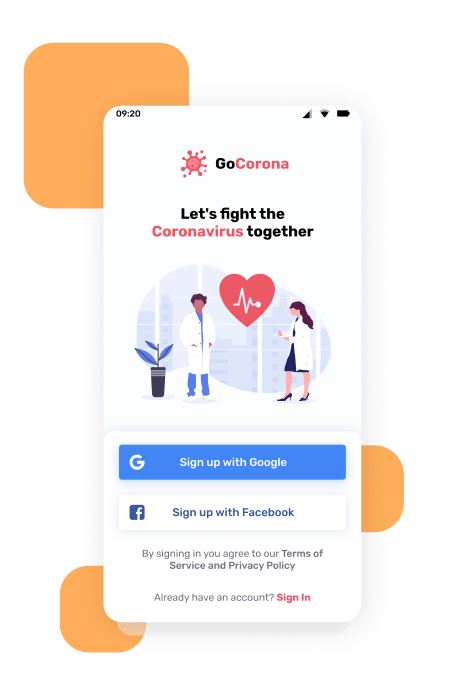 09:20
GoCorona
Let's fight the
Coronavirus together
Sign up with Google
Sign up with Facebook
By signing in you agree to our Terms of
Service and Privacy Policy
Already have an account? Sign In